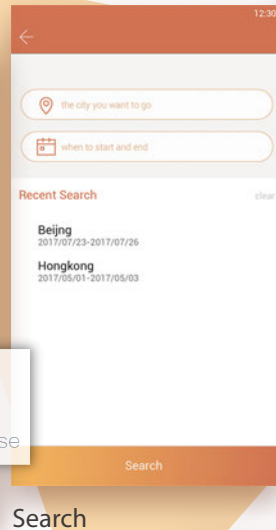 12:30
the city you want to go
when to start and end
Recent Search
clear
Beijng
2017/07/23-2017/07/26
Hongkong
2017/05/01-2017/05/03
se
Search
Search